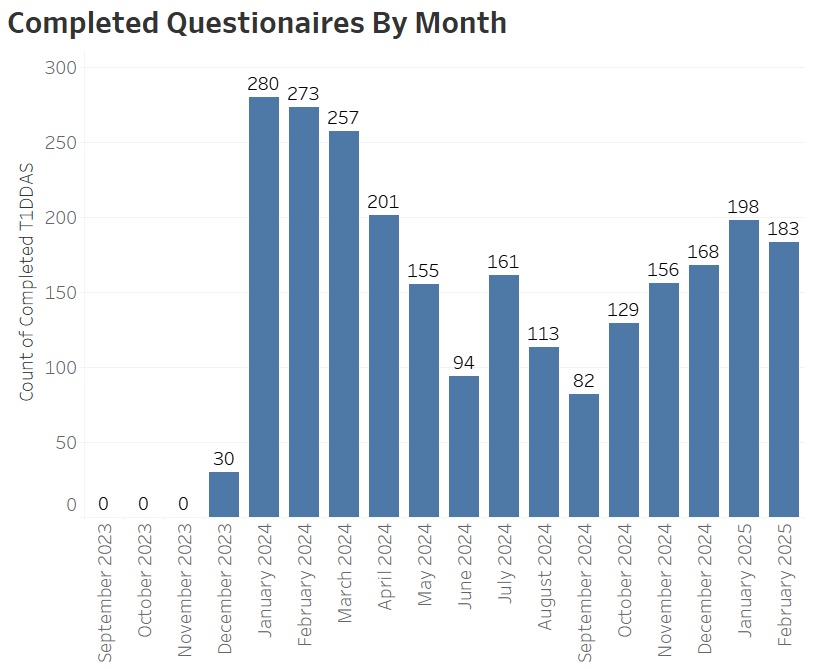 Completed Questionaires By Month
Count of Completed T1DDAS
300
250
200
150
100
50
0
0
0
0
30
280
273
257
201
155
94
161
113
82
129
156
168
198
183
September 2023
October 2023
November 2023
December 2023
January 2024
February 2024
March 2024
April 2024
May 2024
June 2024
July 2024
August 2024
September 2024
October 2024
November 2024
December 2024
January 2025
February 2025